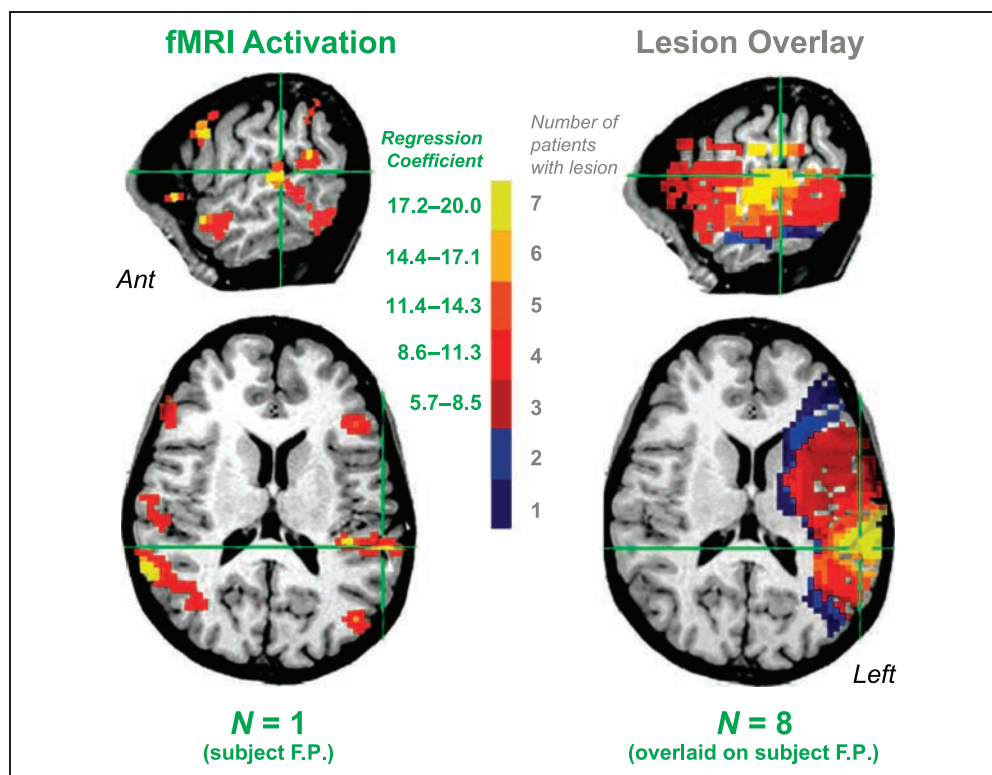 fMRI Activation
Lesion Overlay
Regression
Coefficient
17.2–20.0
14.4–17.1
11.4–14.3
8.6–11.3
5.7–8.5
Number of
patients
with lesion
7
6
5
4
3
2
1
Ant
Left
N = 1
(subject F.P.)
N = 8
(overlaid on subject F.P.)